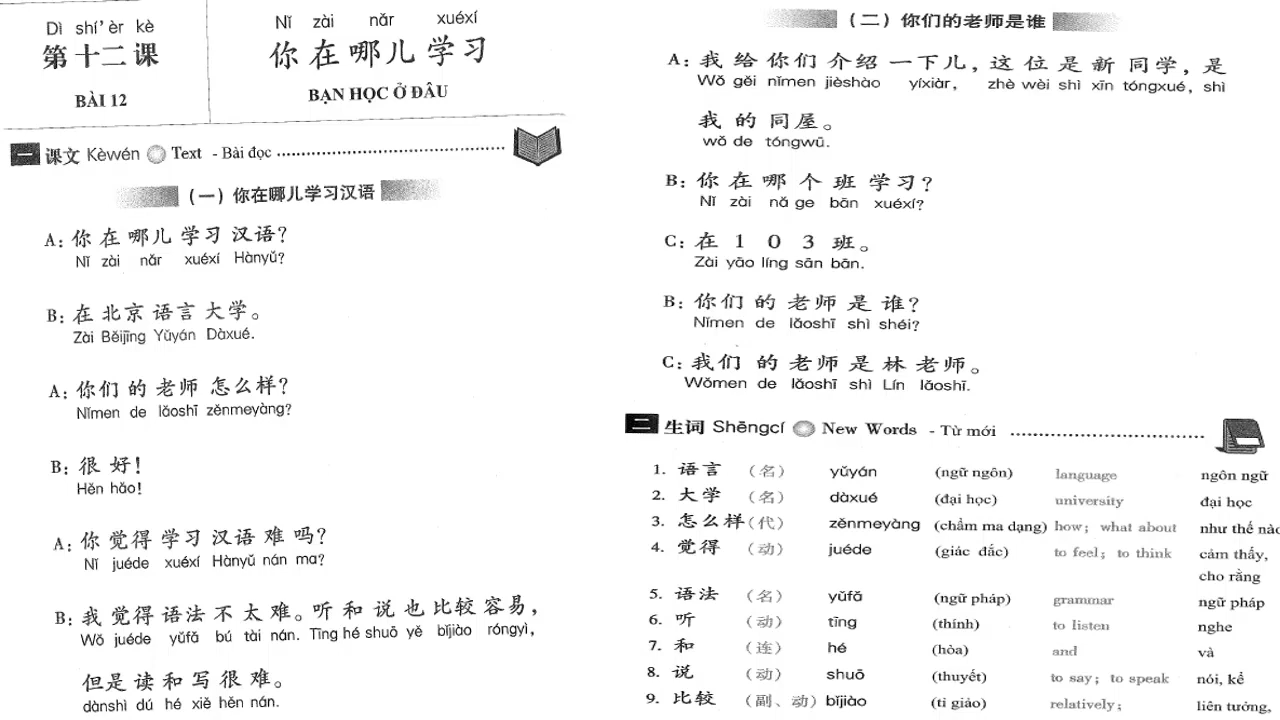 Dì shí'èr kè
第十二课
BÀI 12
Nǐ zài nǎr xuéxí
你在哪儿学习
BẠN HỌC Ở ĐÂU
一 课文 Kèwén Text - Bài đọc
（一）你在哪儿学习汉语
A: 你在哪儿学习汉语？
Nǐ zài nǎr xuéxí Hànyǔ?
B: 在北京语言大学。
Zài Běijīng Yǔyán Dàxué.
A: 你们的老师怎么样？
Nǐmen de lǎoshī zěnmeyàng?
B: 很好！
Hěn hǎo!
A: 你觉得学习汉语难吗？
Nǐ juéde xuéxí Hànyǔ nán ma?
B: 我觉得语法不太难。听和说也比较容易，
Wǒ juéde yǔfǎ bú tài nán. Tīng hé shuō yě bǐjiào róngyì,
但是读和写很难。
dànshì dú hé xiě hěn nán.
（二）你们的老师是谁
A: 我给你们介绍一下儿，这位是新同学，是
Wǒ gěi nǐmen jièshào yíxiàr, zhè wèi shì xīn tóngxué, shì
我的同屋。
wǒ de tóngwū.
B: 你在哪个班学习？
Nǐ zài nǎ ge bān xuéxí?
C: 在103班。
Zài yāo líng sān bān.
B: 你们的老师是谁？
Nǐmen de lǎoshī shì shéi?
C: 我们的老师是林老师。
Wǒmen de lǎoshī shì Lín lǎoshī.
二 生词 Shēngcí New Words - Từ mới
1. 语言 （名） yǔyán (ngữ ngôn) language ngôn ngữ
2. 大学 （名） dàxué (đại học) university đại học
3. 怎么样（代） zěnmeyàng (chẩm ma dạng) how; what about như thế nào
4. 觉得 （动） juéde (giác đắc) to feel; to think cảm thấy,
cho rằng
5. 语法 （名） yǔfǎ (ngữ pháp) grammar ngữ pháp
6. 听 （动） tīng (thính) to listen nghe
7. 和 （连） hé (hòa) and và
8. 说 （动） shuō (thuyết) to say; to speak nói, kể
9. 比较 （副、动） bǐjiào (tỉ giảo) relatively; liên tưởng,